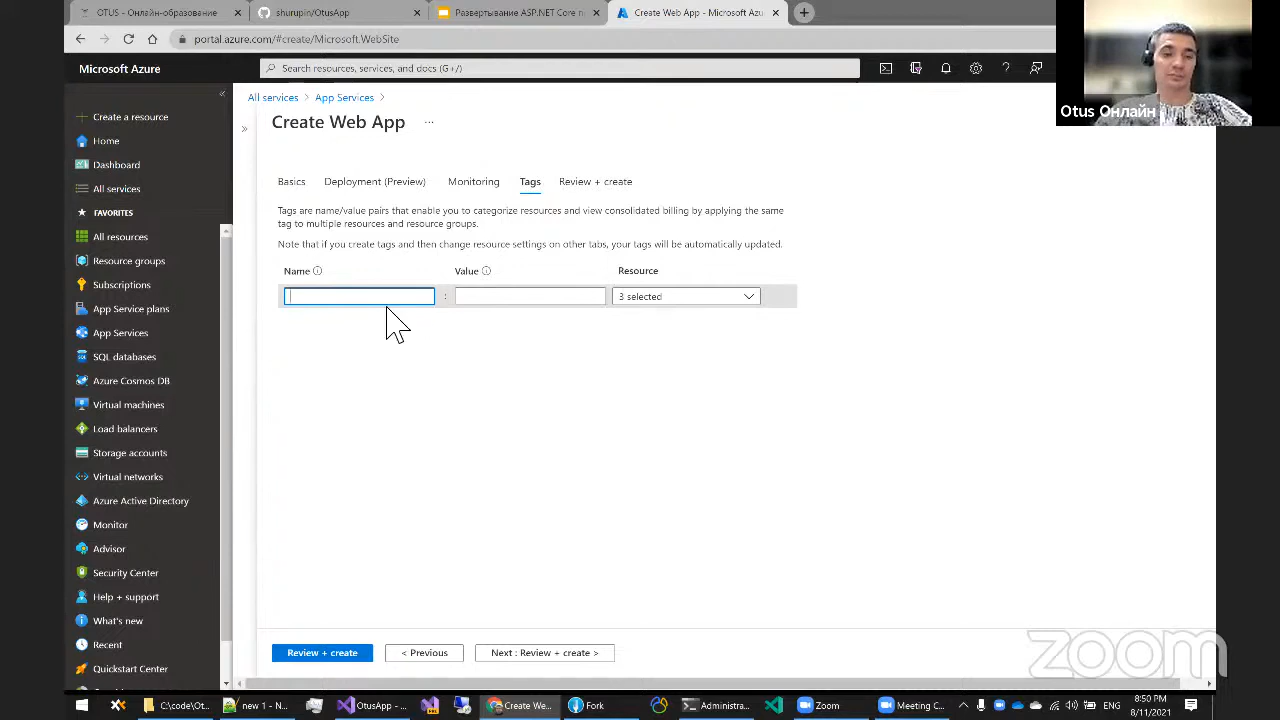 OTUS - Онлайн-образование
shurupin/OtusApp
Развертывание ASP.NET Core п
Create Web App - Microsoft Azu
portal.azure.com/#create/Microsoft.WebSite
Microsoft Azure
Search resources, services, and docs (G+/)
Otus Онлайн
Create a resource
Home
Dashboard
All services
FAVORITES
All resources
Resource groups
Subscriptions
App Service plans
App Services
SQL databases
Azure Cosmos DB
Virtual machines
Load balancers
Storage accounts
Virtual networks
Azure Active Directory
Monitor
Advisor
Security Center
Help + support
What's new
Recent
Quickstart Center
All services > App Services >
Create Web App ...
Basics Deployment (Preview) Monitoring Tags Review + create
Tags are name/value pairs that enable you to categorize resources and view consolidated billing by applying the same
tag to multiple resources and resource groups.
Note that if you create tags and then change resource settings on other tabs, your tags will be automatically updated.
Name Value Resource
: 3 selected
Review + create < Previous Next : Review + create >
zoom
C:\code\Otu...
new 1 - N...
OtusApp -...
Create We...
Fork
Administra...
Zoom
Meeting C...
8:50 PM
8/11/2021